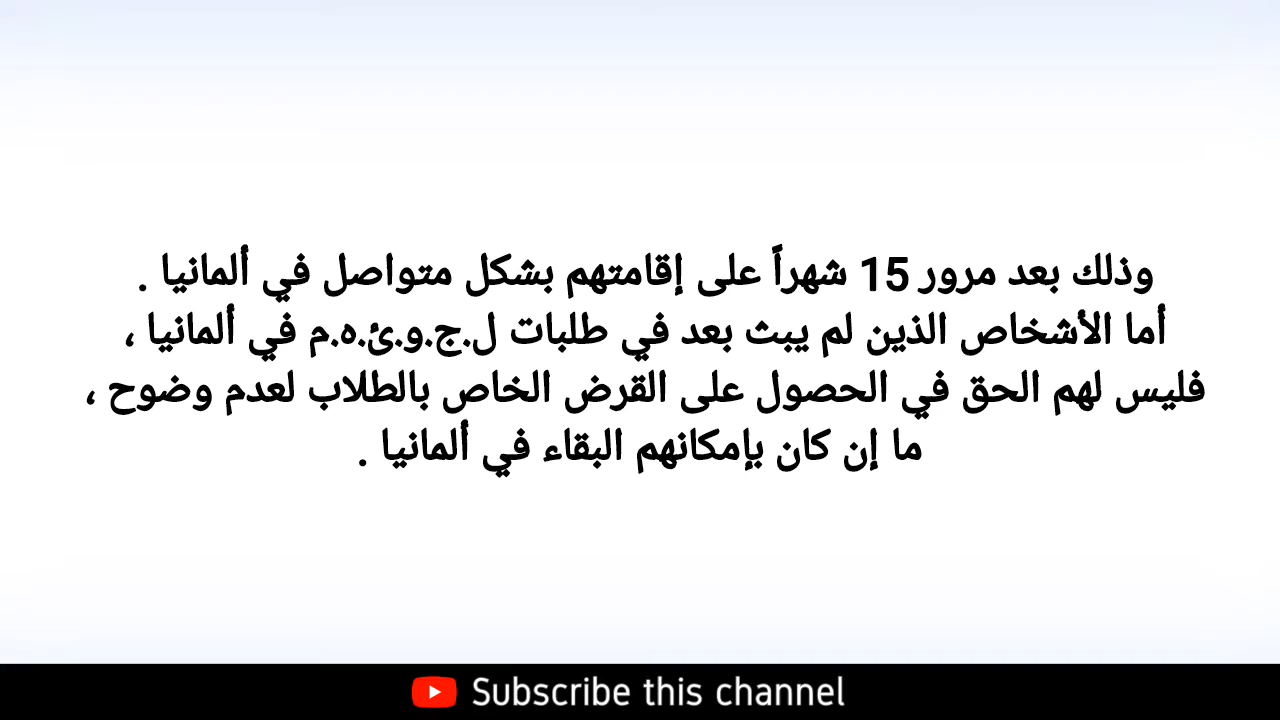 وذلك بعد مرور 15 شهراً على إقامتهم بشكل متواصل في ألمانيا .
أما الأشخاص الذين لم يبث بعد في طلبات ل.ج.و.ئ.ه.م في ألمانيا ،
فليس لهم الحق في الحصول على القرض الخاص بالطلاب لعدم وضوح ،
ما إن كان بإمكانهم البقاء في ألمانيا .
Subscribe this channel